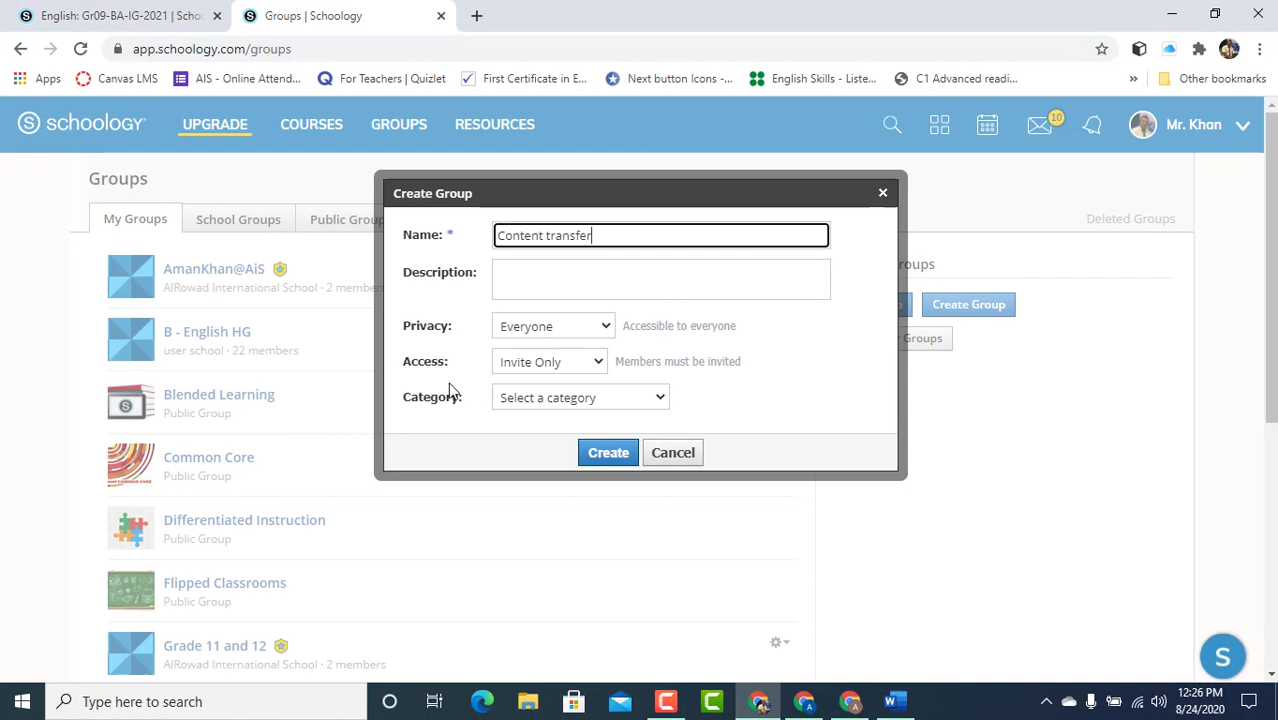 English: Gr09-BA-IG-2021 | Schoo
Groups | Schoology
app.schoology.com/groups
Apps
Canvas LMS
AIS - Online Attend...
For Teachers | Quizlet
First Certificate in E...
Next button Icons -...
English Skills - Liste...
C1 Advanced readi...
»
Other bookmarks
S schoology
UPGRADE
COURSES
GROUPS
RESOURCES
10
Mr. Khan
Groups
My Groups
School Groups
Public Grou
Deleted Groups
Create Group
Name: *
Content transfer
Description:
Privacy:
Everyone
Accessible to everyone
Access:
Invite Only
Members must be invited
Category:
Select a category
Create
Cancel
AmanKhan@AiS
AlRowad International School · 2 members
B - English HG
user school · 22 members
Blended Learning
Public Group
Common Core
Public Group
COMMON CORE
Differentiated Instruction
Public Group
Flipped Classrooms
Public Group
Grade 11 and 12
AlRowad International School · 2 members
roups
Create Group
Groups
S
Type here to search
12:26 PM
8/24/2020